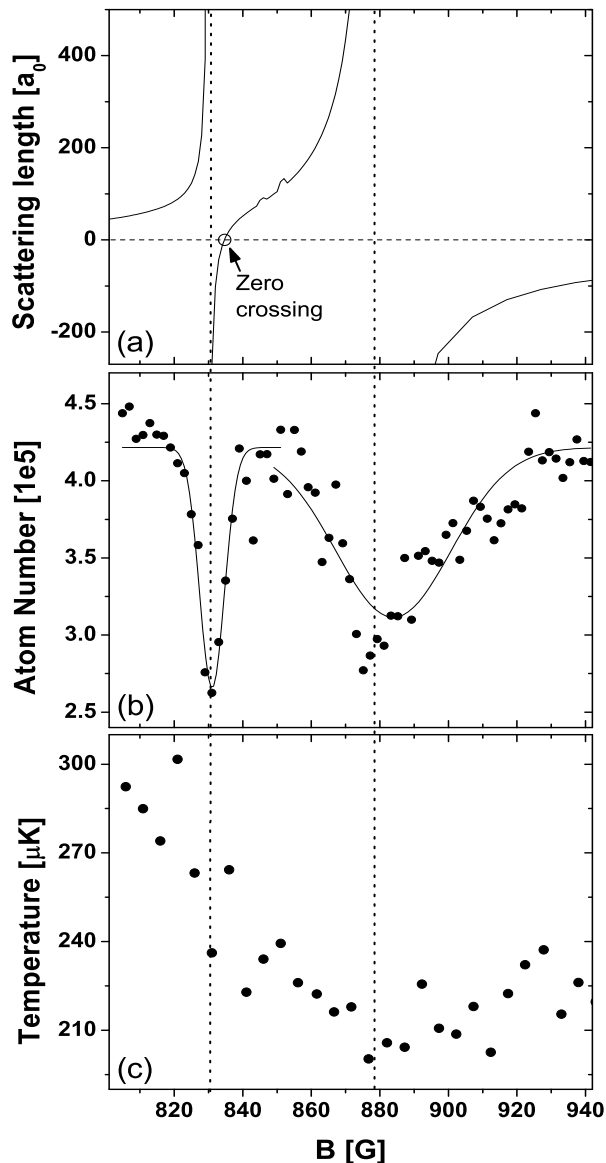 Scattering length [a0]
400
200
0
-200
Zero
crossing
(a)
Atom Number [1e5]
4.5
4.0
3.5
3.0
2.5
(b)
Temperature [μK]
300
270
240
210
(c)
820 840 860 880 900 920 940
B [G]